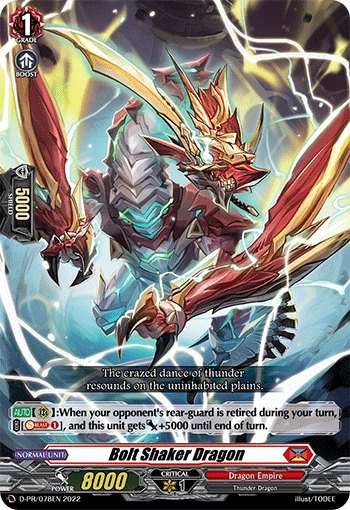 1
GRADE
BOOST
5000
SHIELD
The crazed dance of thunder
resounds on the uninhabited plains.
AUTO :When your opponent's rear-guard is retired during your turn,
[ BLAST 1 ], and this unit gets +5000 until end of turn.
NORMAL UNIT
Bolt Shaker Dragon
POWER 8000
CRITICAL
1
Dragon Empire
Thunder Dragon
D-PR/078EN 2022
illust/TODEE